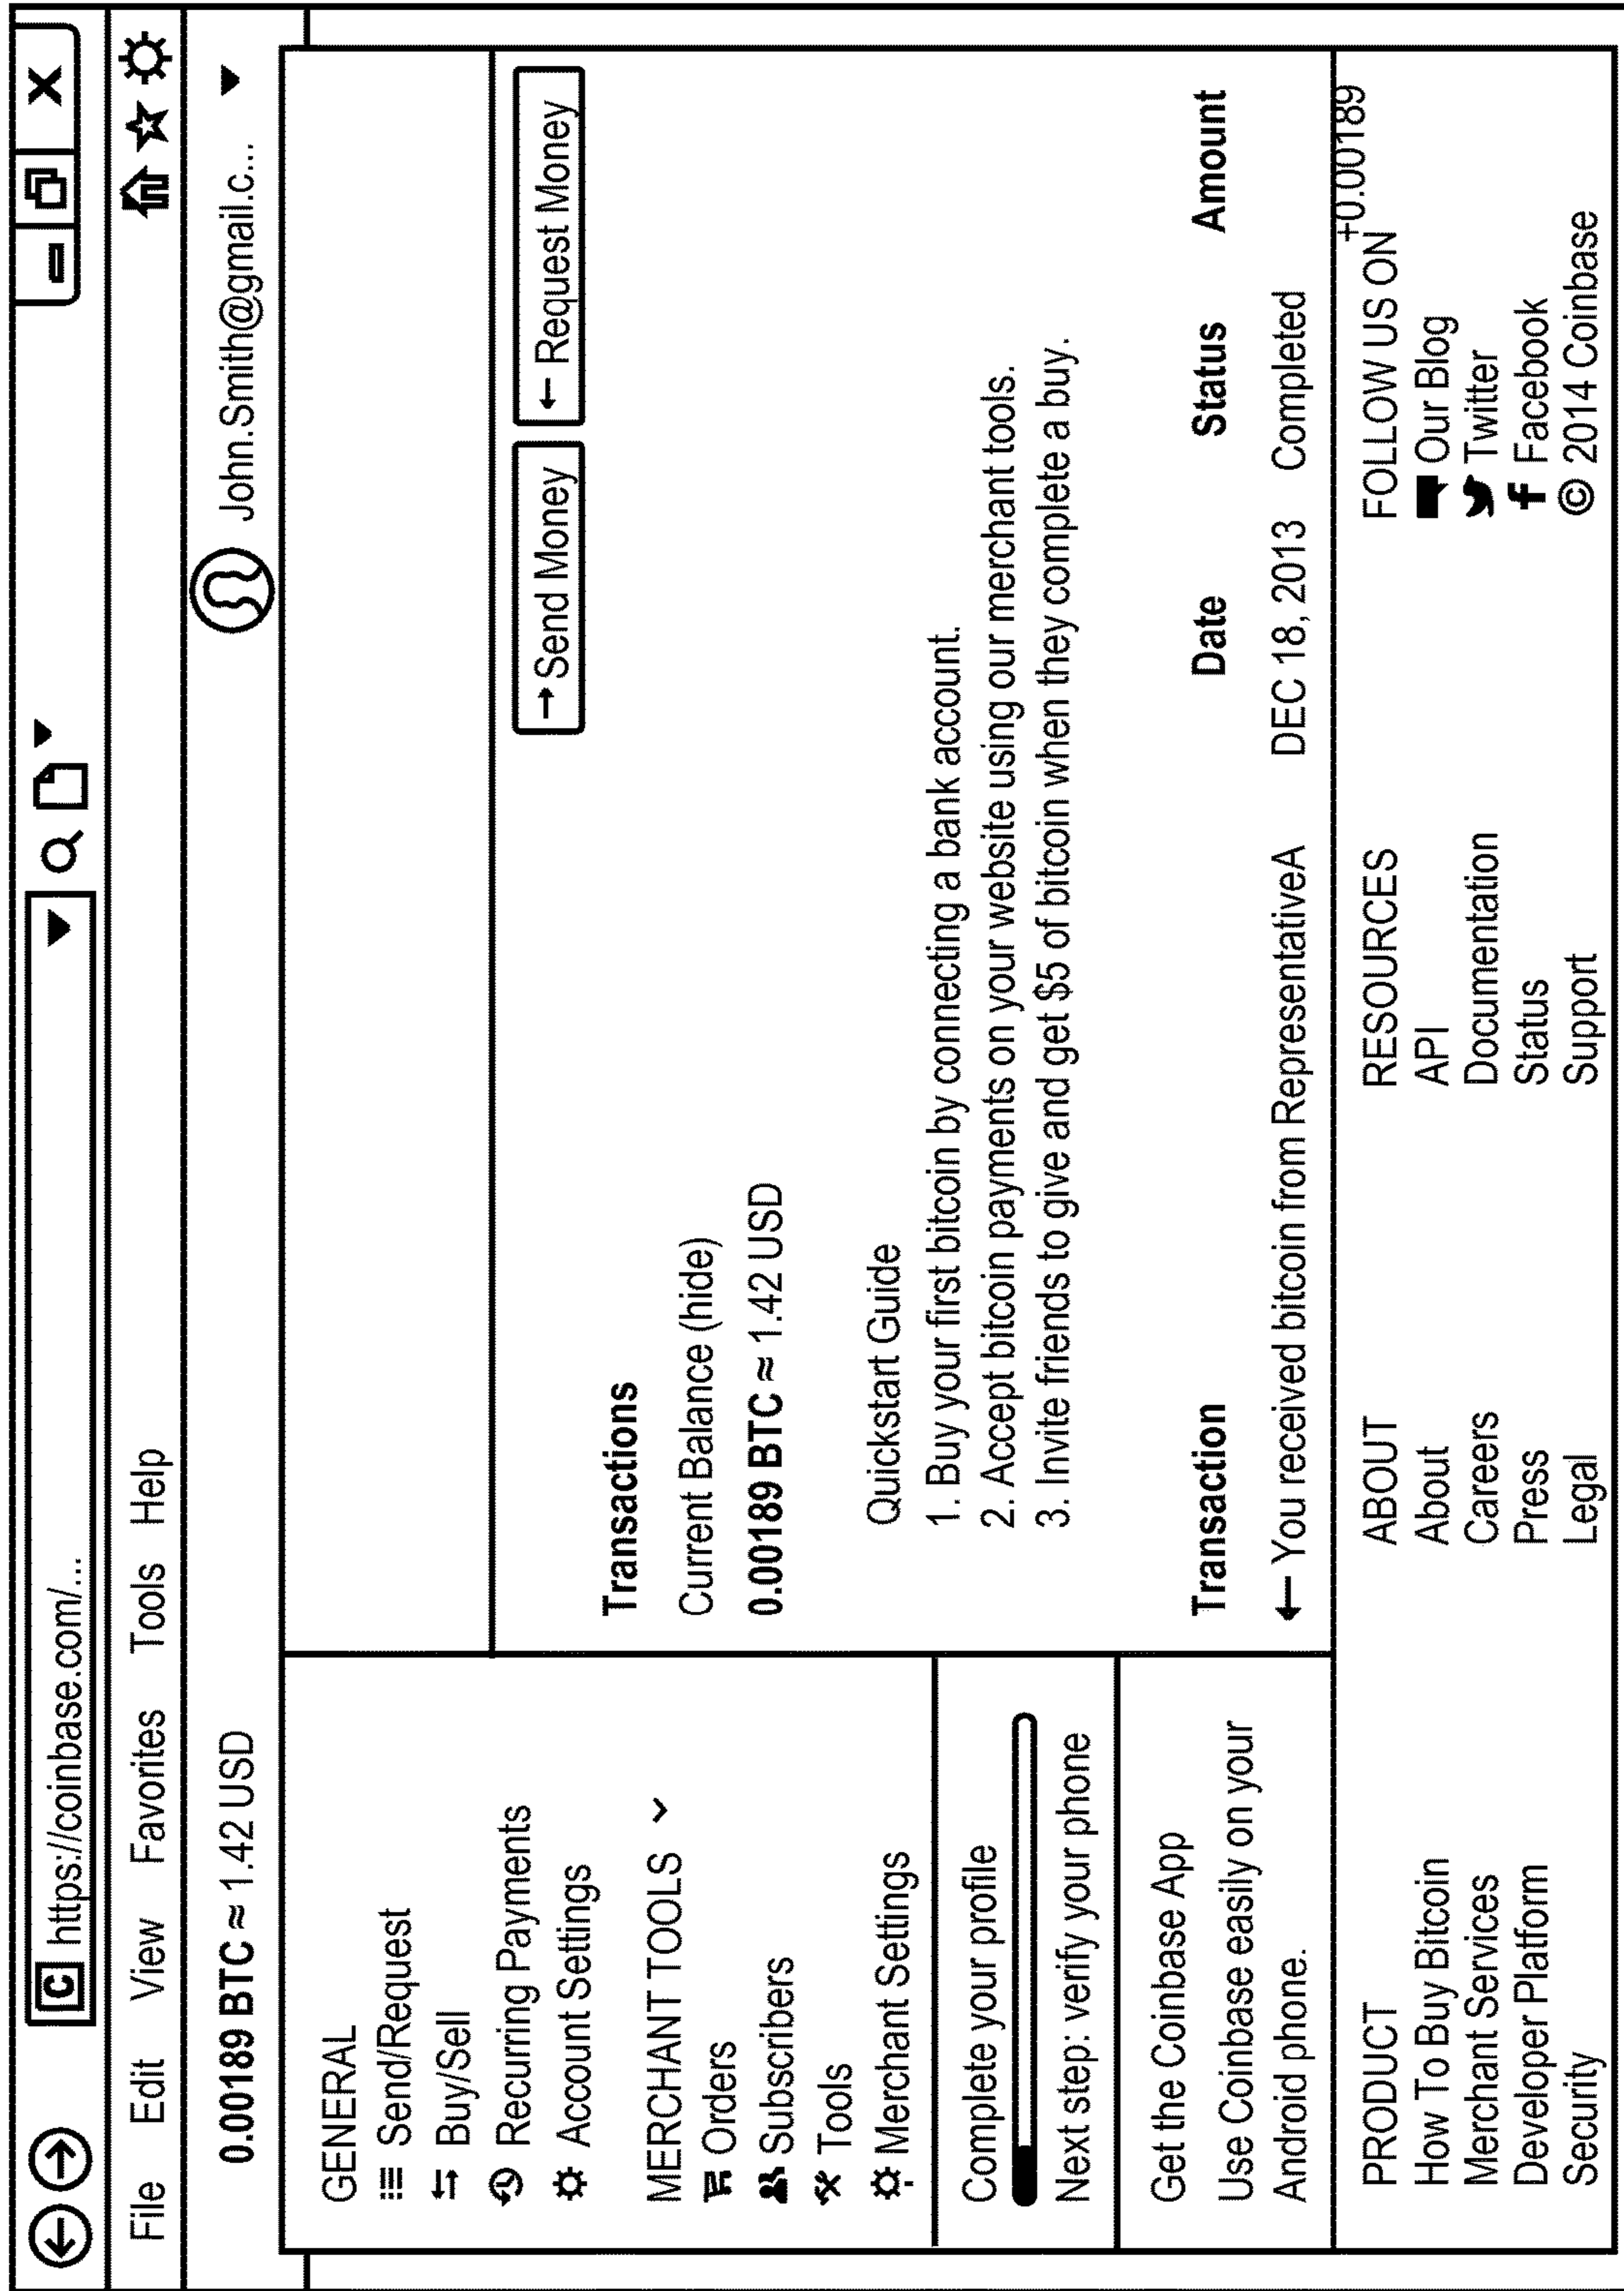 C https://coinbase.com/...
X
File Edit View Favorites Tools Help
0.00189 BTC ≈ 1.42 USD
John.Smith@gmail.c...
GENERAL
Send/Request
Buy/Sell
Recurring Payments
Account Settings
MERCHANT TOOLS
Orders
Subscribers
Tools
Merchant Settings
Complete your profile
Next step: verify your phone
Get the Coinbase App
Use Coinbase easily on your
Android phone.
→Send Money
← Request Money
Transactions
Current Balance (hide)
0.00189 BTC ≈ 1.42 USD
Quickstart Guide
1. Buy your first bitcoin by connecting a bank account.
2. Accept bitcoin payments on your website using our merchant tools.
3. Invite friends to give and get $5 of bitcoin when they complete a buy.
Transaction Date Status Amount
← You received bitcoin from RepresentativeA DEC 18, 2013 Completed
+0.00189
PRODUCT
How To Buy Bitcoin
Merchant Services
Developer Platform
Security
ABOUT
About
Careers
Press
Legal
RESOURCES
API
Documentation
Status
Support
FOLLOW US ON
Our Blog
Twitter
f Facebook
© 2014 Coinbase